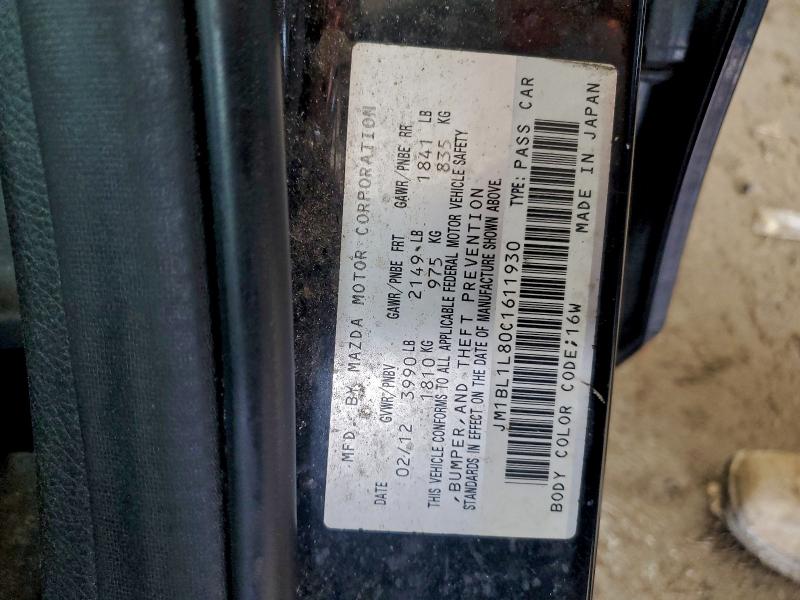 MFD. BY MAZDA MOTOR CORPORATION
DATE GVWR/PNBV GAWR/PNBE FRT GAWR/PNBE RR
02/12 3990 LB 2149 LB 1841 LB
1810 KG 975 KG 835 KG
THIS VEHICLE CONFORMS TO ALL APPLICABLE FEDERAL MOTOR VEHICLE SAFETY
,BUMPER,AND THEFT PREVENTION
STANDARDS IN EFFECT ON THE DATE OF MANUFACTURE SHOWN ABOVE
JM1BL1L80C1611930 TYPE: PASS CAR
BODY COLOR CODE;16W MADE IN JAPAN